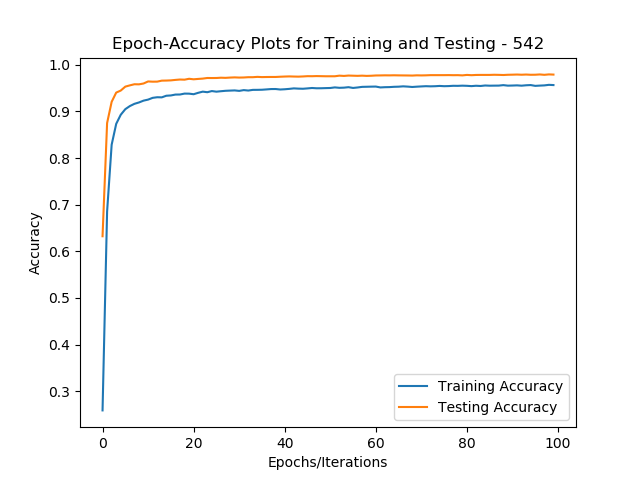 Epoch-Accuracy Plots for Training and Testing - 542
1.0
0.9
0.8
0.7
0.6
0.5
0.4
0.3
Accuracy
Training Accuracy
Testing Accuracy
0 20 40 60 80 100
Epochs/Iterations